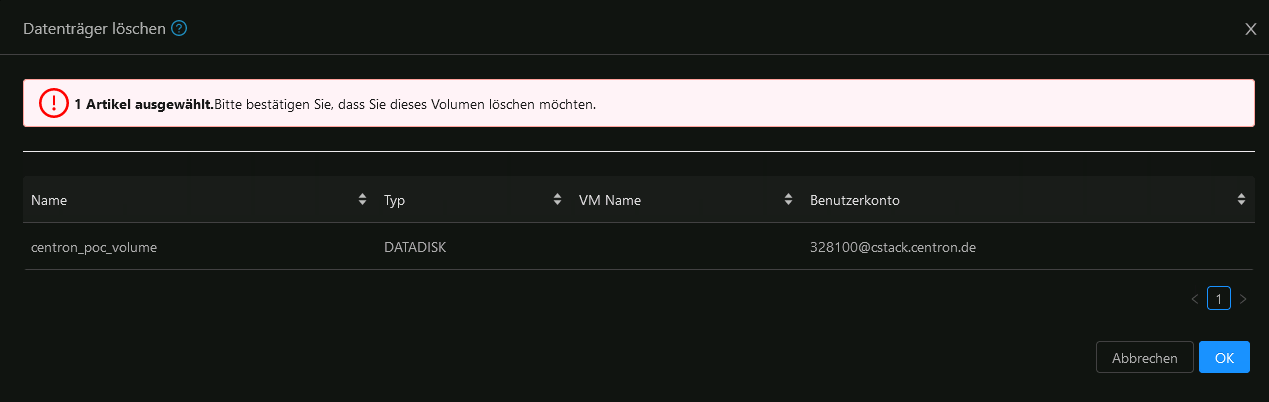 Datenträger löschen ?
1 Artikel ausgewählt.Bitte bestätigen Sie, dass Sie dieses Volumen löschen möchten.
Name Typ VM Name Benutzerkonto
centron_poc_volume DATADISK 328100@cstack.centron.de
< 1 >
Abbrechen OK